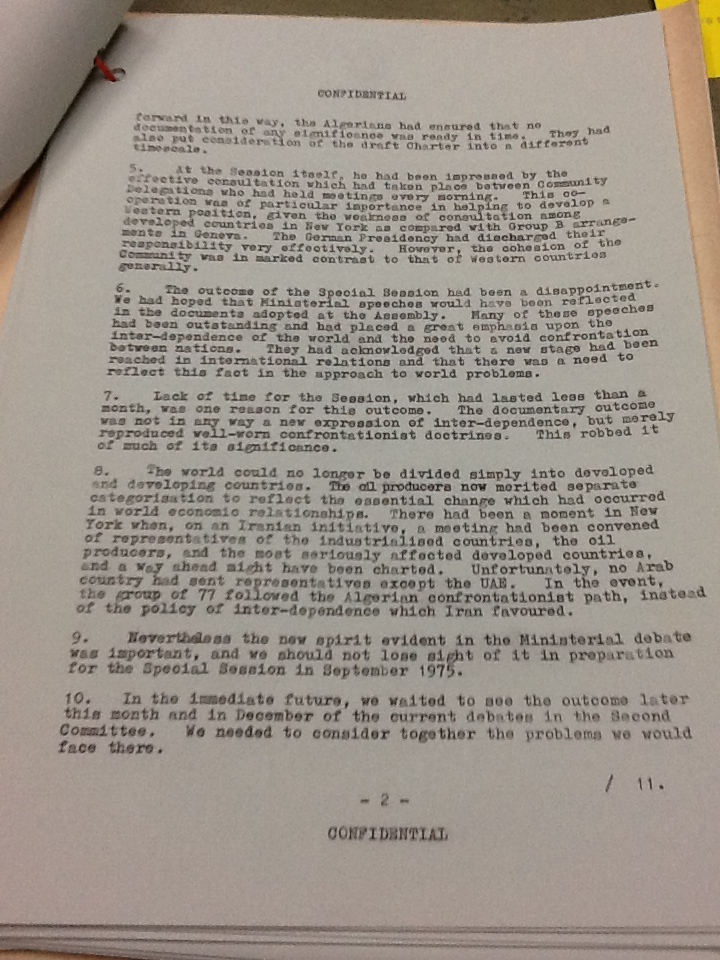 CONFIDENTIAL
forward in this way, the Algerians had ensured that no
documentation of any significance was ready in time. They had
also put consideration of the draft Charter into a different
timescale.
5. At the Session itself, he had been impressed by the
effective consultation which had taken place between Community
Delegations who had held meetings every morning. This co-
operation was of particular importance in helping to develop a
Western position, given the weakness of consultation among
developed countries in New York as compared with Group B arrange-
ments in Geneva. The German Presidency had discharged their
responsibility very effectively. However, the cohesion of the
Community was in marked contrast to that of Western countries
generally.
6. The outcome of the Special Session had been a disappointment.
We had hoped that Ministerial speeches would have been reflected
in the documents adopted at the Assembly. Many of these speeches
had been outstanding and had placed a great emphasis upon the
inter-dependence of the world and the need to avoid confrontation
between nations. They had acknowledged that a new stage had been
reached in international relations and that there was a need to
reflect this fact in the approach to world problems.
7. Lack of time for the Session, which had lasted less than a
month, was one reason for this outcome. The documentary outcome
was not in any way a new expression of inter-dependence, but merely
reproduced well-worn confrontationist doctrines. This robbed it
of much of its significance.
8. The world could no longer be divided simply into developed
and developing countries. The oil producers now merited separate
categorisation to reflect the essential change which had occurred
in world economic relationships. There had been a moment in New
York when, on an Iranian initiative, a meeting had been convened
of representatives of the industrialised countries, the oil
producers, and the most seriously affected developed countries,
and a way ahead might have been charted. Unfortunately, no Arab
country had sent representatives except the UAE. In the event,
the group of 77 followed the Algerian confrontationist path, instead
of the policy of inter-dependence which Iran favoured.
9. Nevertheless the new spirit evident in the Ministerial debate
was important, and we should not lose sight of it in preparation
for the Special Session in September 1975.
10. In the immediate future, we waited to see the outcome later
this month and in December of the current debates in the Second
Committee. We needed to consider together the problems we would
face there.
/ 11.
- 2 -
CONFIDENTIAL